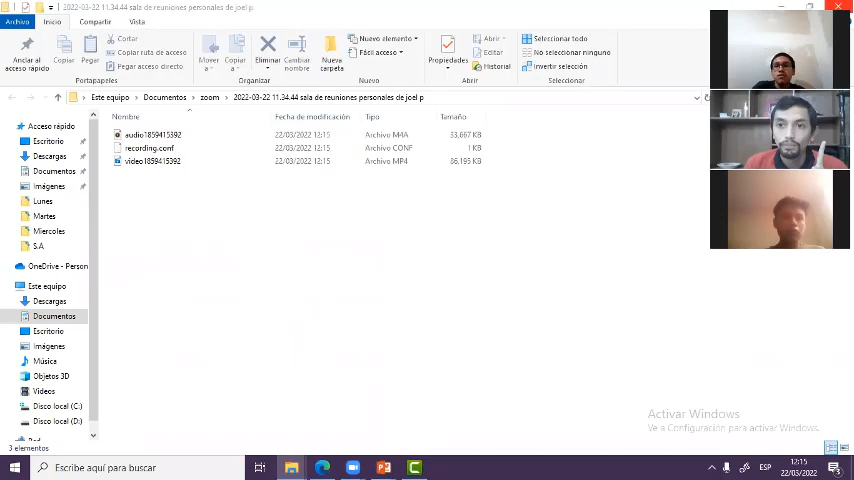 2022-03-22 11.34.44 sala de reuniones personales de joel p
Archivo
Inicio
Compartir
Vista
Anclar al acceso rápido
Copiar
Pegar
Cortar
Copiar ruta de acceso
Pegar acceso directo
Portapapeles
Mover a
Copiar a
Eliminar
Cambiar nombre
Organizar
Nueva carpeta
Nuevo elemento
Fácil acceso
Nuevo
Propiedades
Abrir
Editar
Historial
Abrir
Seleccionar todo
No seleccionar ninguno
Invertir selección
Seleccionar
Este equipo > Documentos > zoom > 2022-03-22 11.34.44 sala de reuniones personales de joel p
Nombre Fecha de modificación Tipo Tamaño
audio1859415392 22/03/2022 12:15 Archivo M4A 33,667 KB
recording.conf 22/03/2022 12:15 Archivo CONF 1 KB
video1859415392 22/03/2022 12:15 Archivo MP4 86,195 KB
Acceso rápido
Escritorio
Descargas
Documentos
Imágenes
Lunes
Martes
Miercoles
S.A
OneDrive - Person
Este equipo
Descargas
Documentos
Escritorio
Imágenes
Música
Objetos 3D
Videos
Disco local (C:)
Disco local (D:)
3 elementos
Activar Windows
Ve a Configuración para activar Windows.
Escribe aquí para buscar
ESP
12:15
22/03/2022